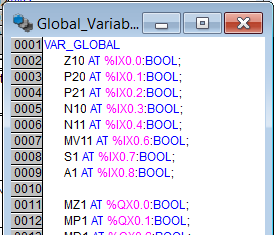 Global_Variab...
0001 VAR_GLOBAL
0002 Z10 AT %IX0.0:BOOL;
0003 P20 AT %IX0.1:BOOL;
0004 P21 AT %IX0.2:BOOL;
0005 N10 AT %IX0.3:BOOL;
0006 N11 AT %IX0.4:BOOL;
0007 MV11 AT %IX0.6:BOOL;
0008 S1 AT %IX0.7:BOOL;
0009 A1 AT %IX0.8:BOOL;
0010
0011 MZ1 AT %QX0.0:BOOL;
0012 MP1 AT %QX0.1:BOOL;